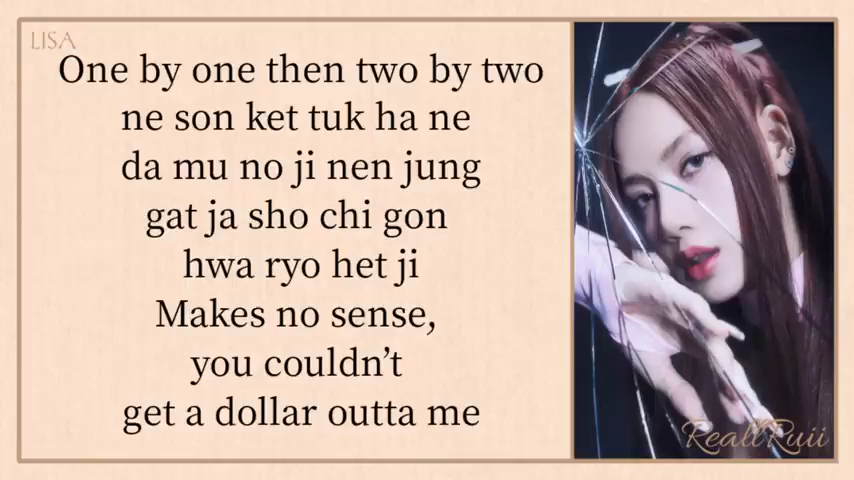 LISA
One by one then two by two
ne son ket tuk ha ne
da mu no ji nen jung
gat ja sho chi gon
hwa ryo het ji
Makes no sense,
you couldn’t
get a dollar outta me
ReallRuii